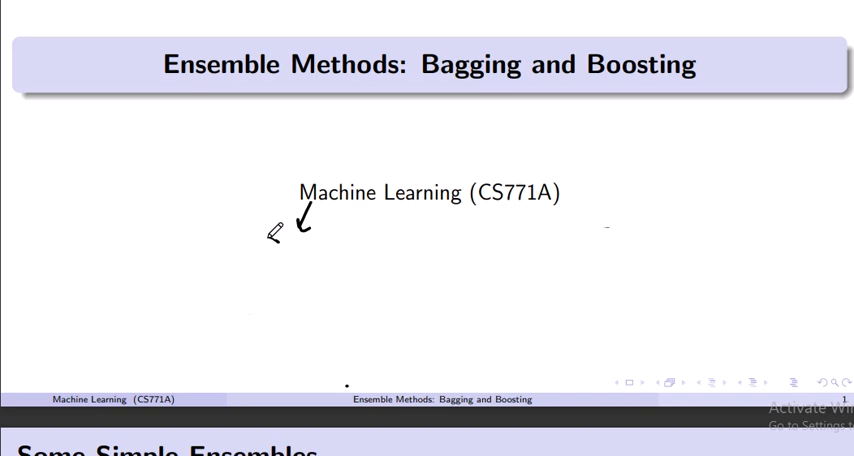 Ensemble Methods: Bagging and Boosting
Machine Learning (CS771A)
Machine Learning (CS771A) Ensemble Methods: Bagging and Boosting 1
Activate Win
Go to Settings t
Some Simple Ensembles